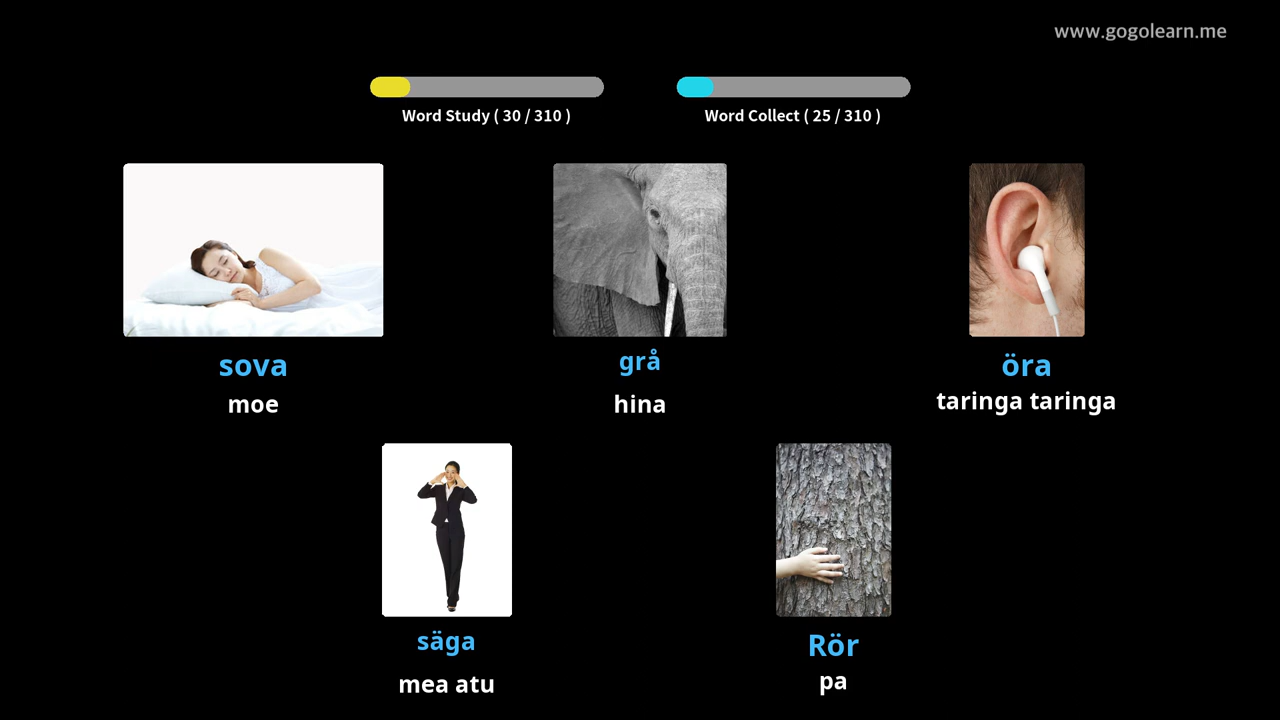 www.gogolearn.me
Word Study ( 30 / 310 )
Word Collect ( 25 / 310 )
sova
moe
grå
hina
öra
taringa taringa
säga
mea atu
Rör
pa